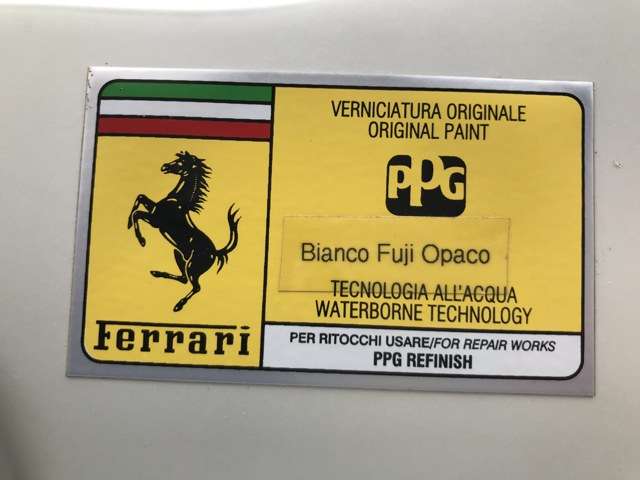 Ferrari
VERNICIATURA ORIGINALE
ORIGINAL PAINT
PPG
Bianco Fuji Opaco
TECNOLOGIA ALL'ACQUA
WATERBORNE TECHNOLOGY
PER RITOCCHI USARE/FOR REPAIR WORKS
PPG REFINISH